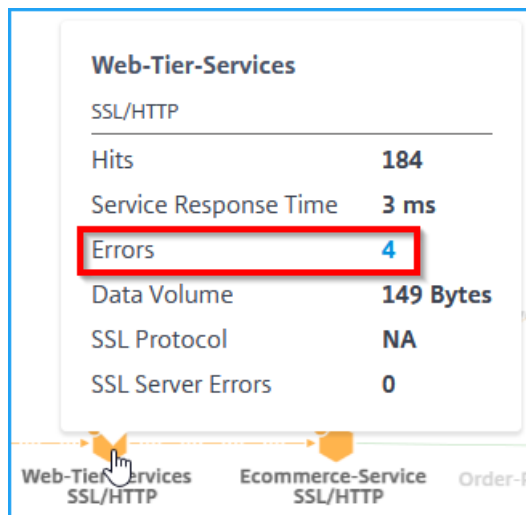 Web-Tier-Services
SSL/HTTP
Hits 184
Service Response Time 3 ms
Errors 4
Data Volume 149 Bytes
SSL Protocol NA
SSL Server Errors 0
Web-Tier-Services Ecommerce-Service
SSL/HTTP SSL/HTTP